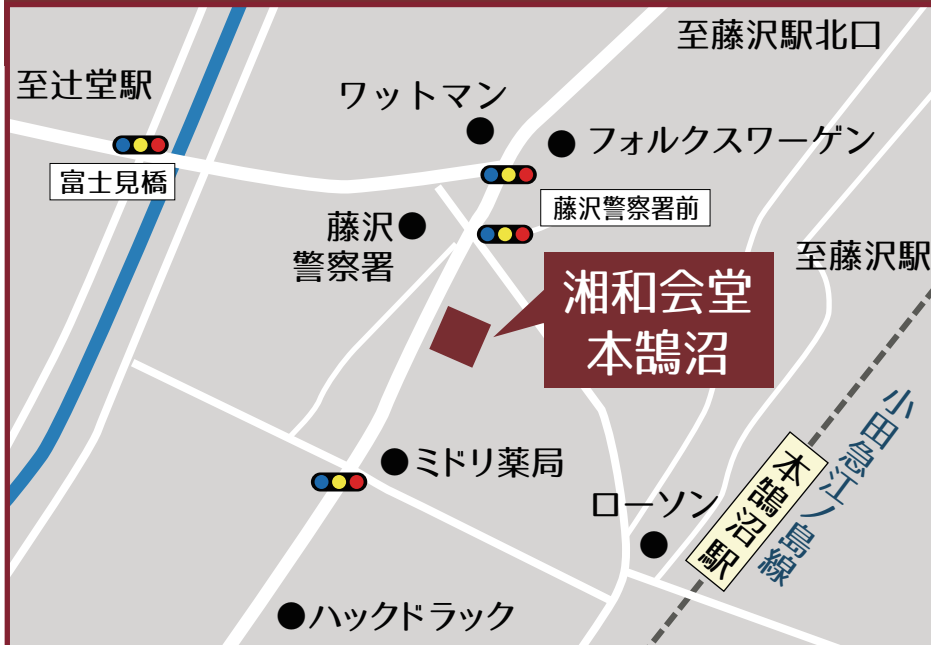 至藤沢駅北口
至辻堂駅
ワットマン
フォルクスワーゲン
富士見橋
藤沢警察署前
藤沢
警察署
至藤沢駅
湘和会堂
本鵠沼
小田急江ノ島線
ミドリ薬局
本鵠沼駅
ローソン
ハックドラック